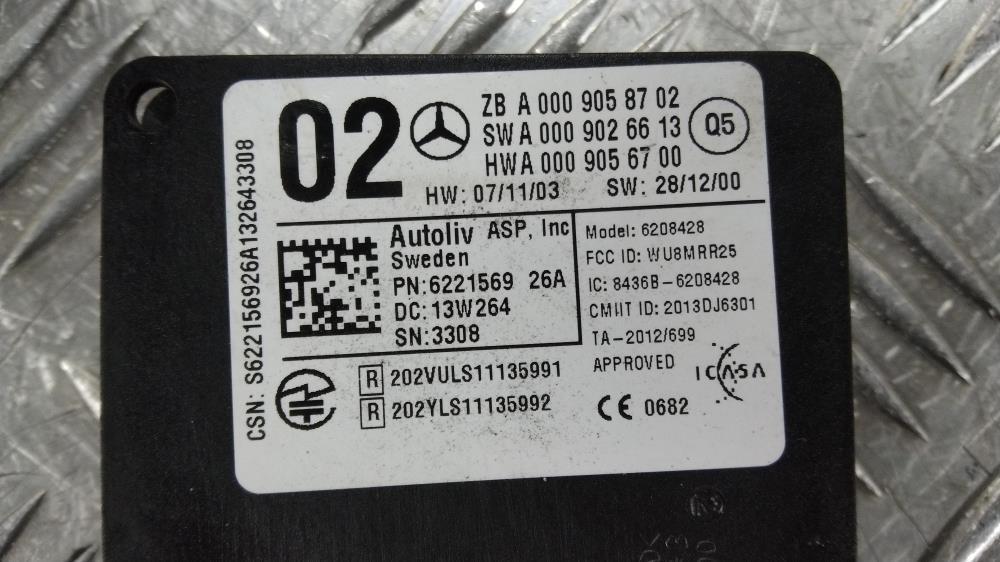 CSN: S622156926A132643308
02
ZB A 000 905 87 02
SW A 000 902 66 13
Q5
HW A 000 905 67 00
HW: 07/11/03 SW: 28/12/00
Autoliv ASP, Inc
Sweden
PN:6221569 26A
DC:13W264
SN:3308
Model: 6208428
FCC ID: WU8MRR25
IC: 8436B-6208428
CMIIT ID: 2013DJ6301
TA-2012/699
APPROVED
ICASA
R 202VULS11135991
R 202YLS11135992
CE 0682